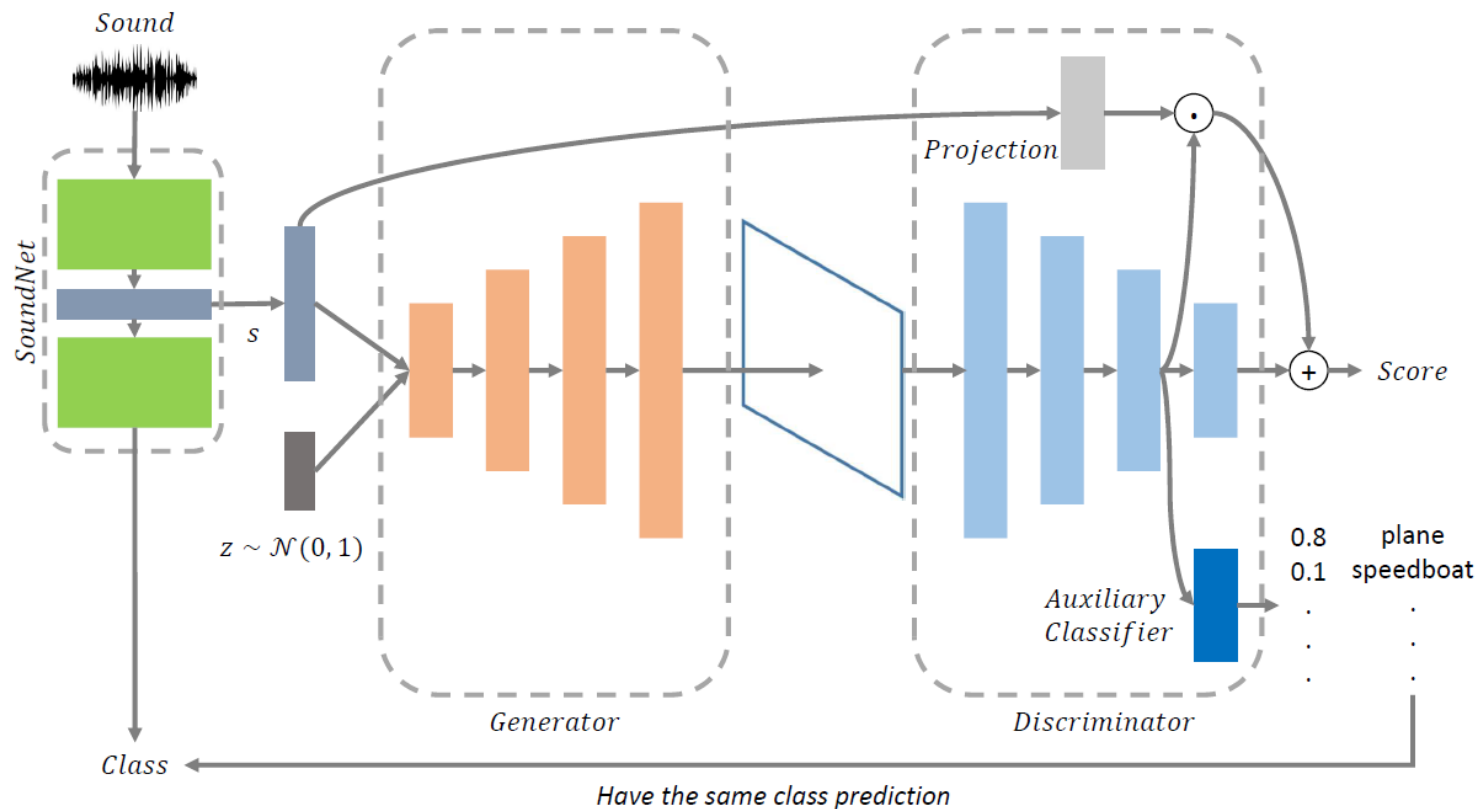 Sound
SoundNet
s
z ~ 𝒩(0, 1)
Generator
Projection
.
+
Score
Discriminator
Auxiliary
Classifier
0.8 plane
0.1 speedboat
. .
. .
. .
Class
Have the same class prediction